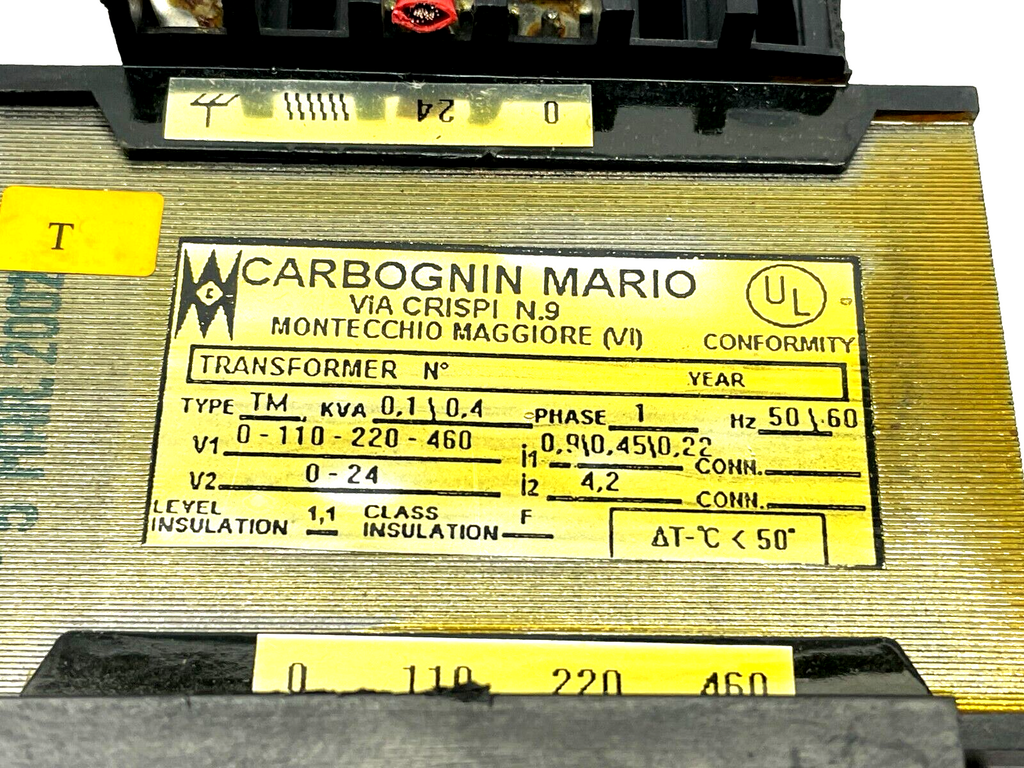 24 0
T
CARBOGNIN MARIO
ViA CRISPI N.9
MONTECCHIO MAGGIORE (Vi)
UL
CONFORMITY
TRANSFORMER N° YEAR
TYPE TM KVA 0,1\0,4 PHASE 1 Hz 50\60
V1 0-110-220-460 i1 0,9\0,45\0,22 CONN.
V2 0-24 i2 4,2 CONN.
LEVEL INSULATION 1,1 CLASS INSULATION F
ΔT-°C < 50°
0 110 220 460